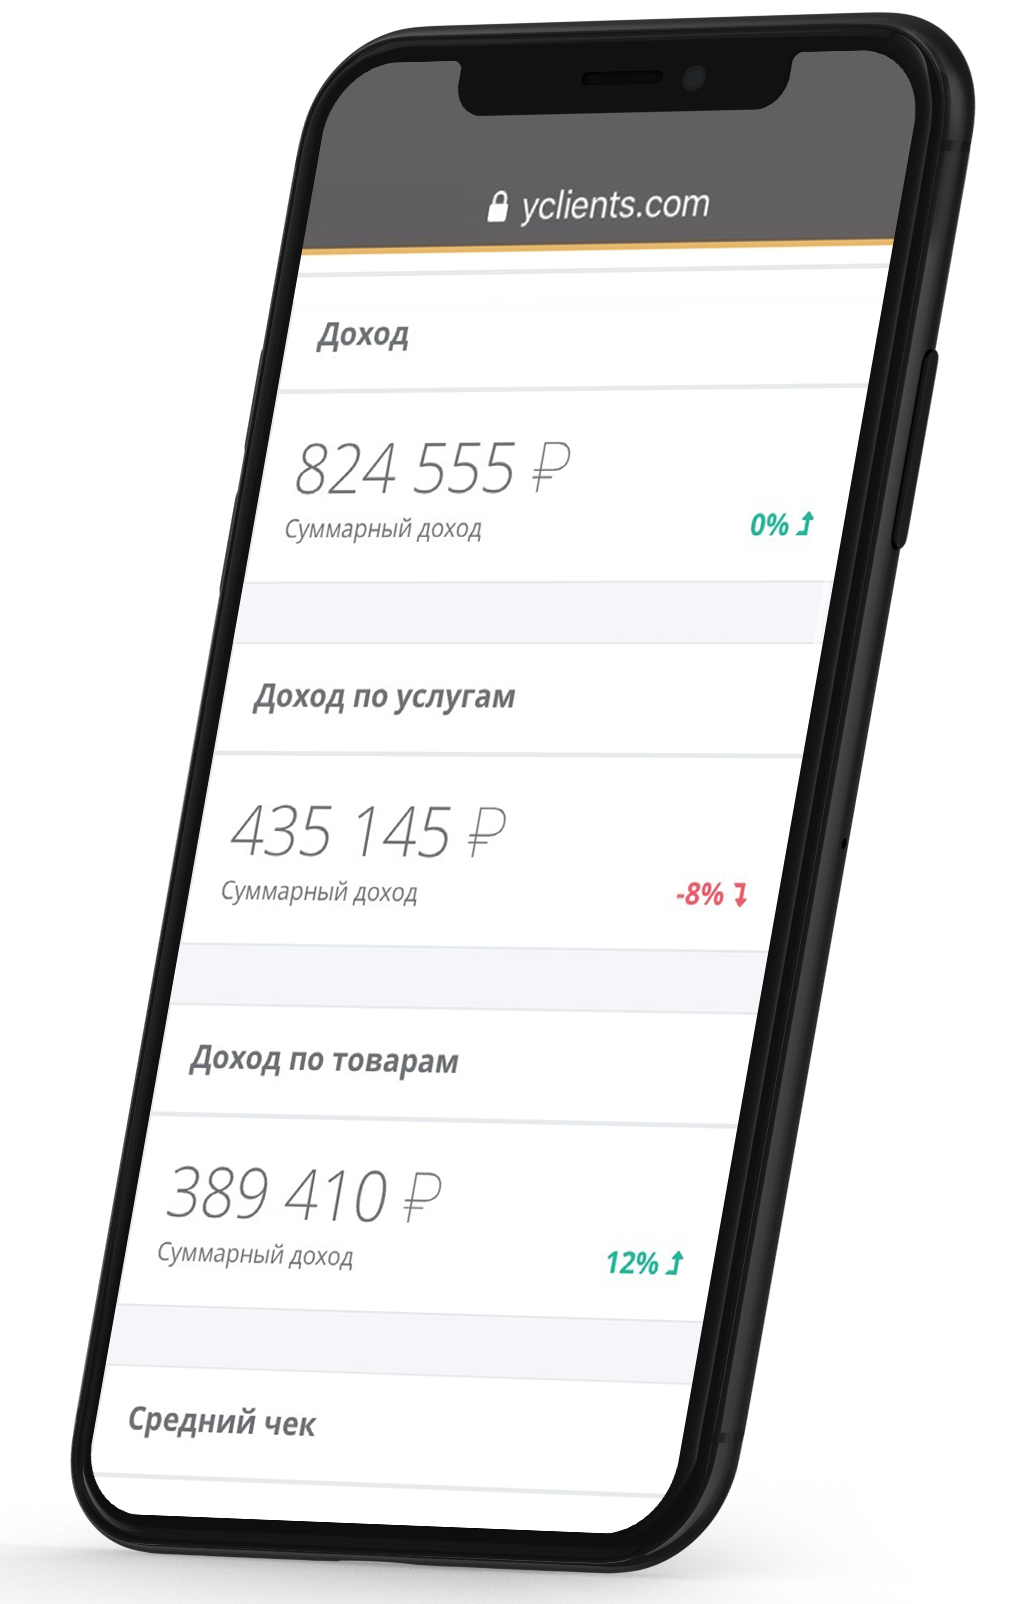 yclients.com
Доход
824 555 ₽
Суммарный доход
0%
Доход по услугам
435 145 ₽
Суммарный доход
-8%
Доход по товарам
389 410 ₽
Суммарный доход
12%
Средний чек